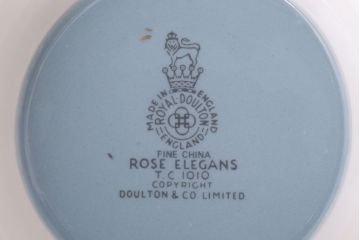 MADE IN ENGLAND
ROYAL DOULTON
ENGLAND
FINE CHINA
ROSE ELEGANS
T.C 1010
COPYRIGHT
DOULTON & CO LIMITED